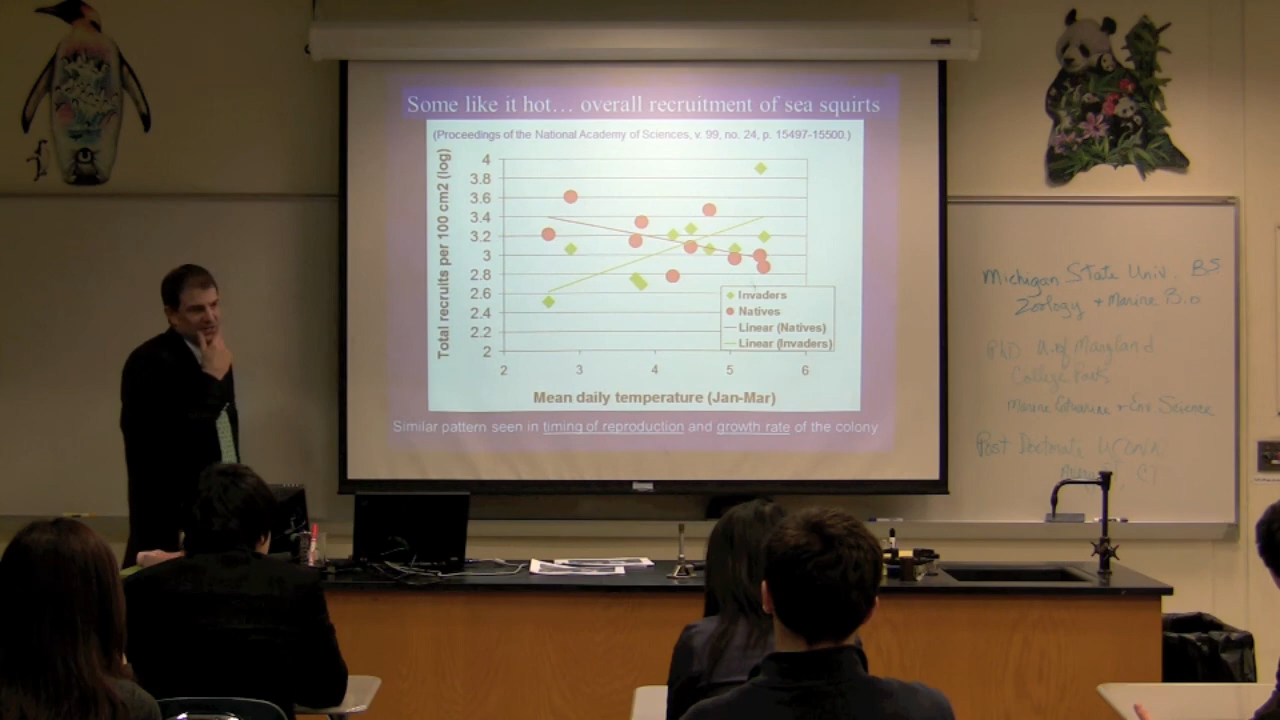 Some like it hot… overall recruitment of sea squirts
(Proceedings of the National Academy of Sciences, v. 99, no. 24, p. 15497-15500.)
Total recruits per 100 cm2 (log)
4
3.8
3.6
3.4
3.2
3
2.8
2.6
2.4
2.2
2
2 3 4 5 6
Invaders
Natives
Linear (Natives)
Linear (Invaders)
Mean daily temperature (Jan-Mar)
Similar pattern seen in timing of reproduction and growth rate of the colony
Michigan State Univ. BS
Zoology + Marine Bio
PhD U. of Maryland
College Park
Marine Estuarine + Env Science
Post Doctorate UConn
CT